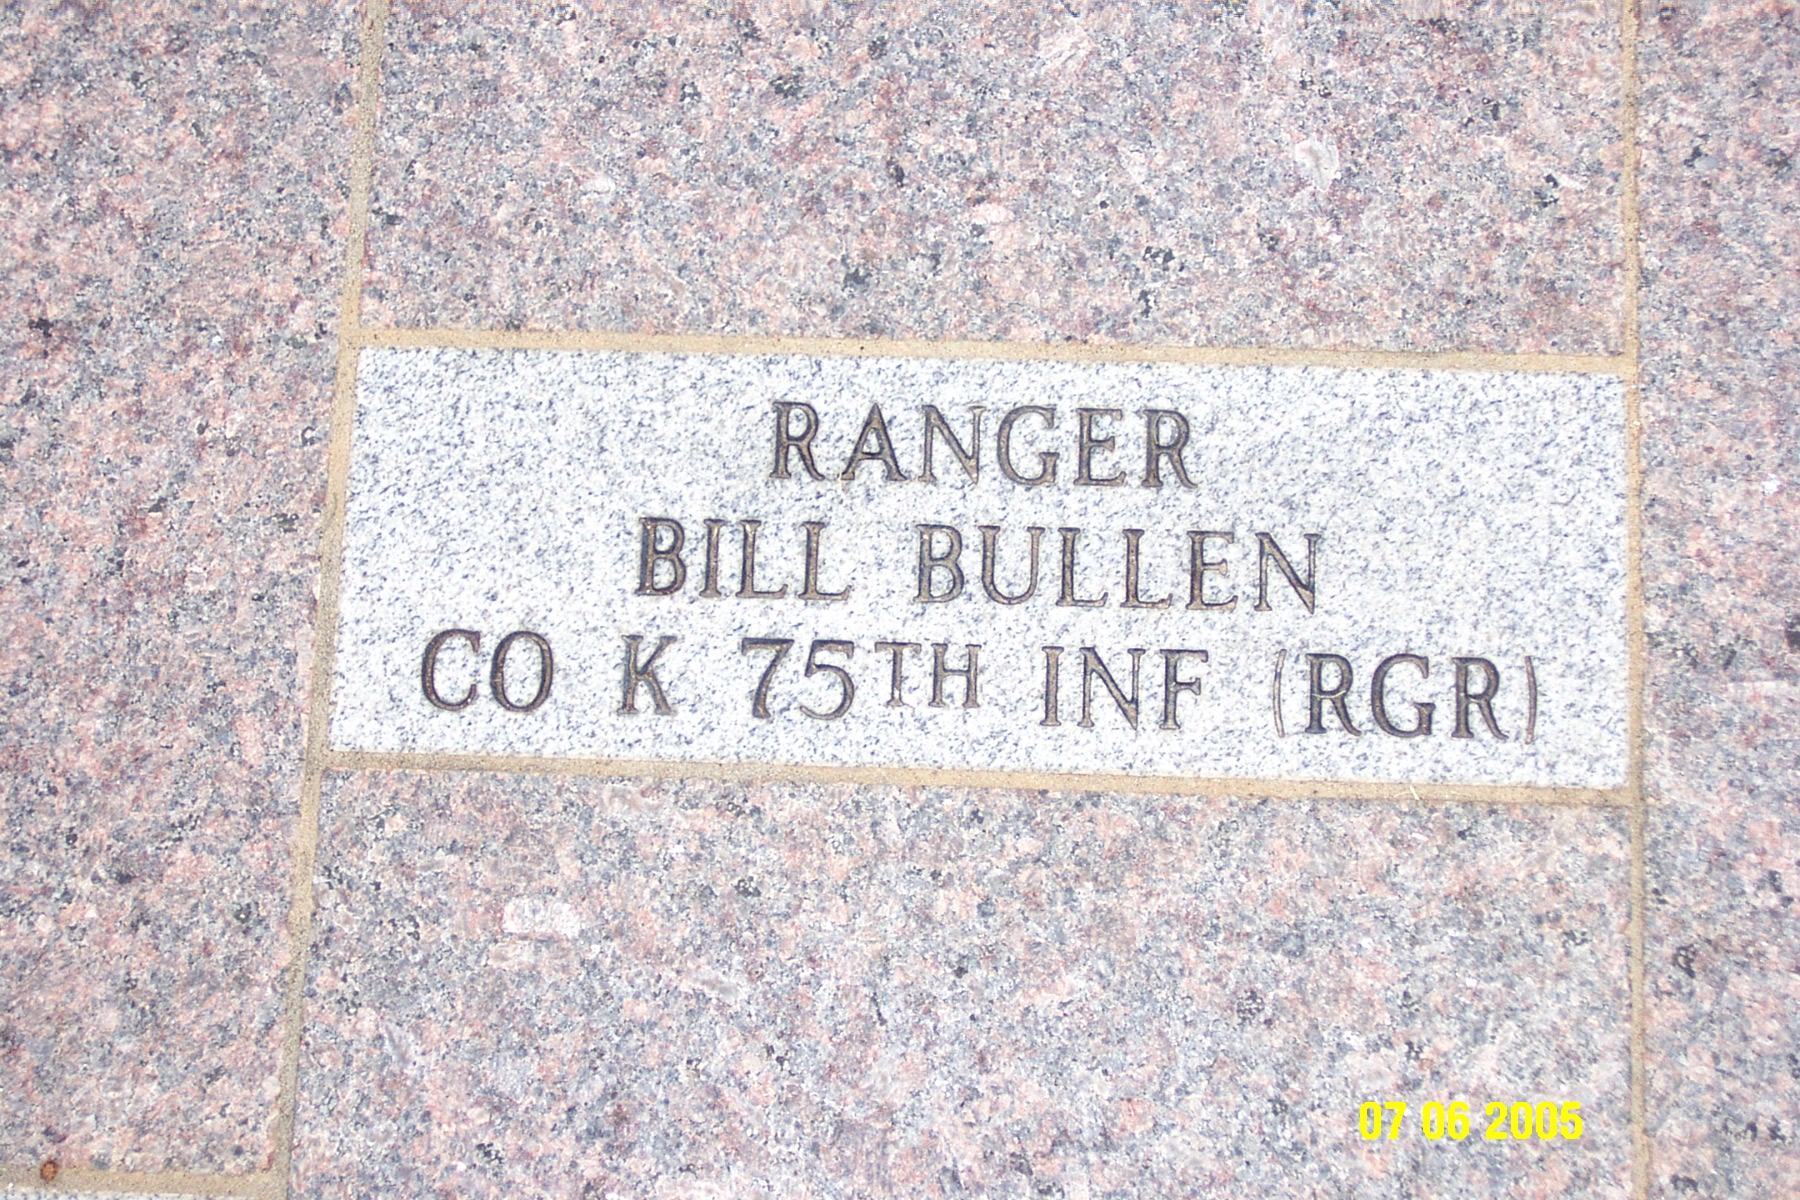 RANGER
BILL BULLEN
CO K 75TH INF (RGR)
07 06 2005